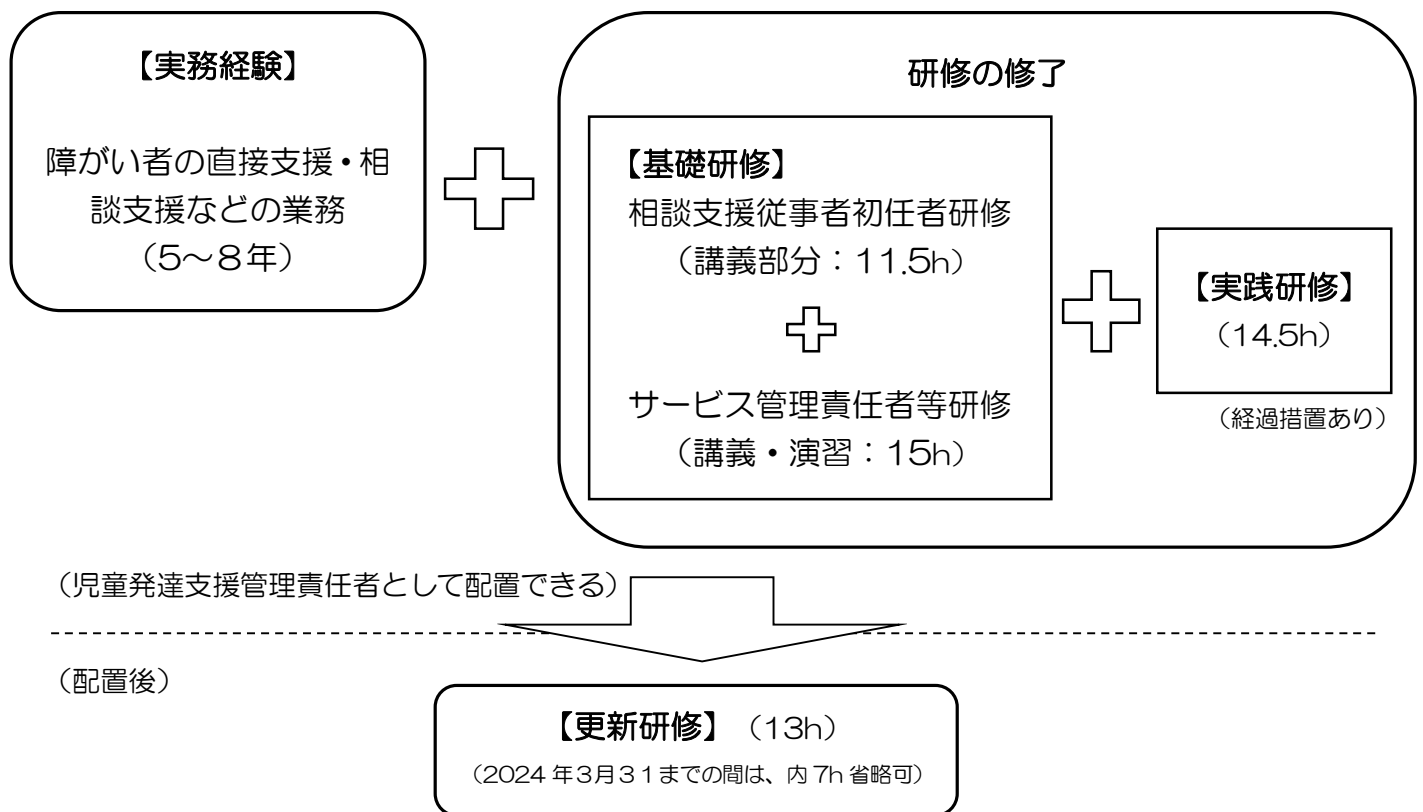 【実務経験】
障がい者の直接支援・相
談支援などの業務
（5～8年）
研修の修了
【基礎研修】
相談支援従事者初任者研修
（講義部分：11.5h）
サービス管理責任者等研修
（講義・演習：15h）
【実践研修】
（14.5h）
（経過措置あり）
（児童発達支援管理責任者として配置できる）
（配置後）
【更新研修】（13h）
（2024年3月31までの間は、内7h省略可）